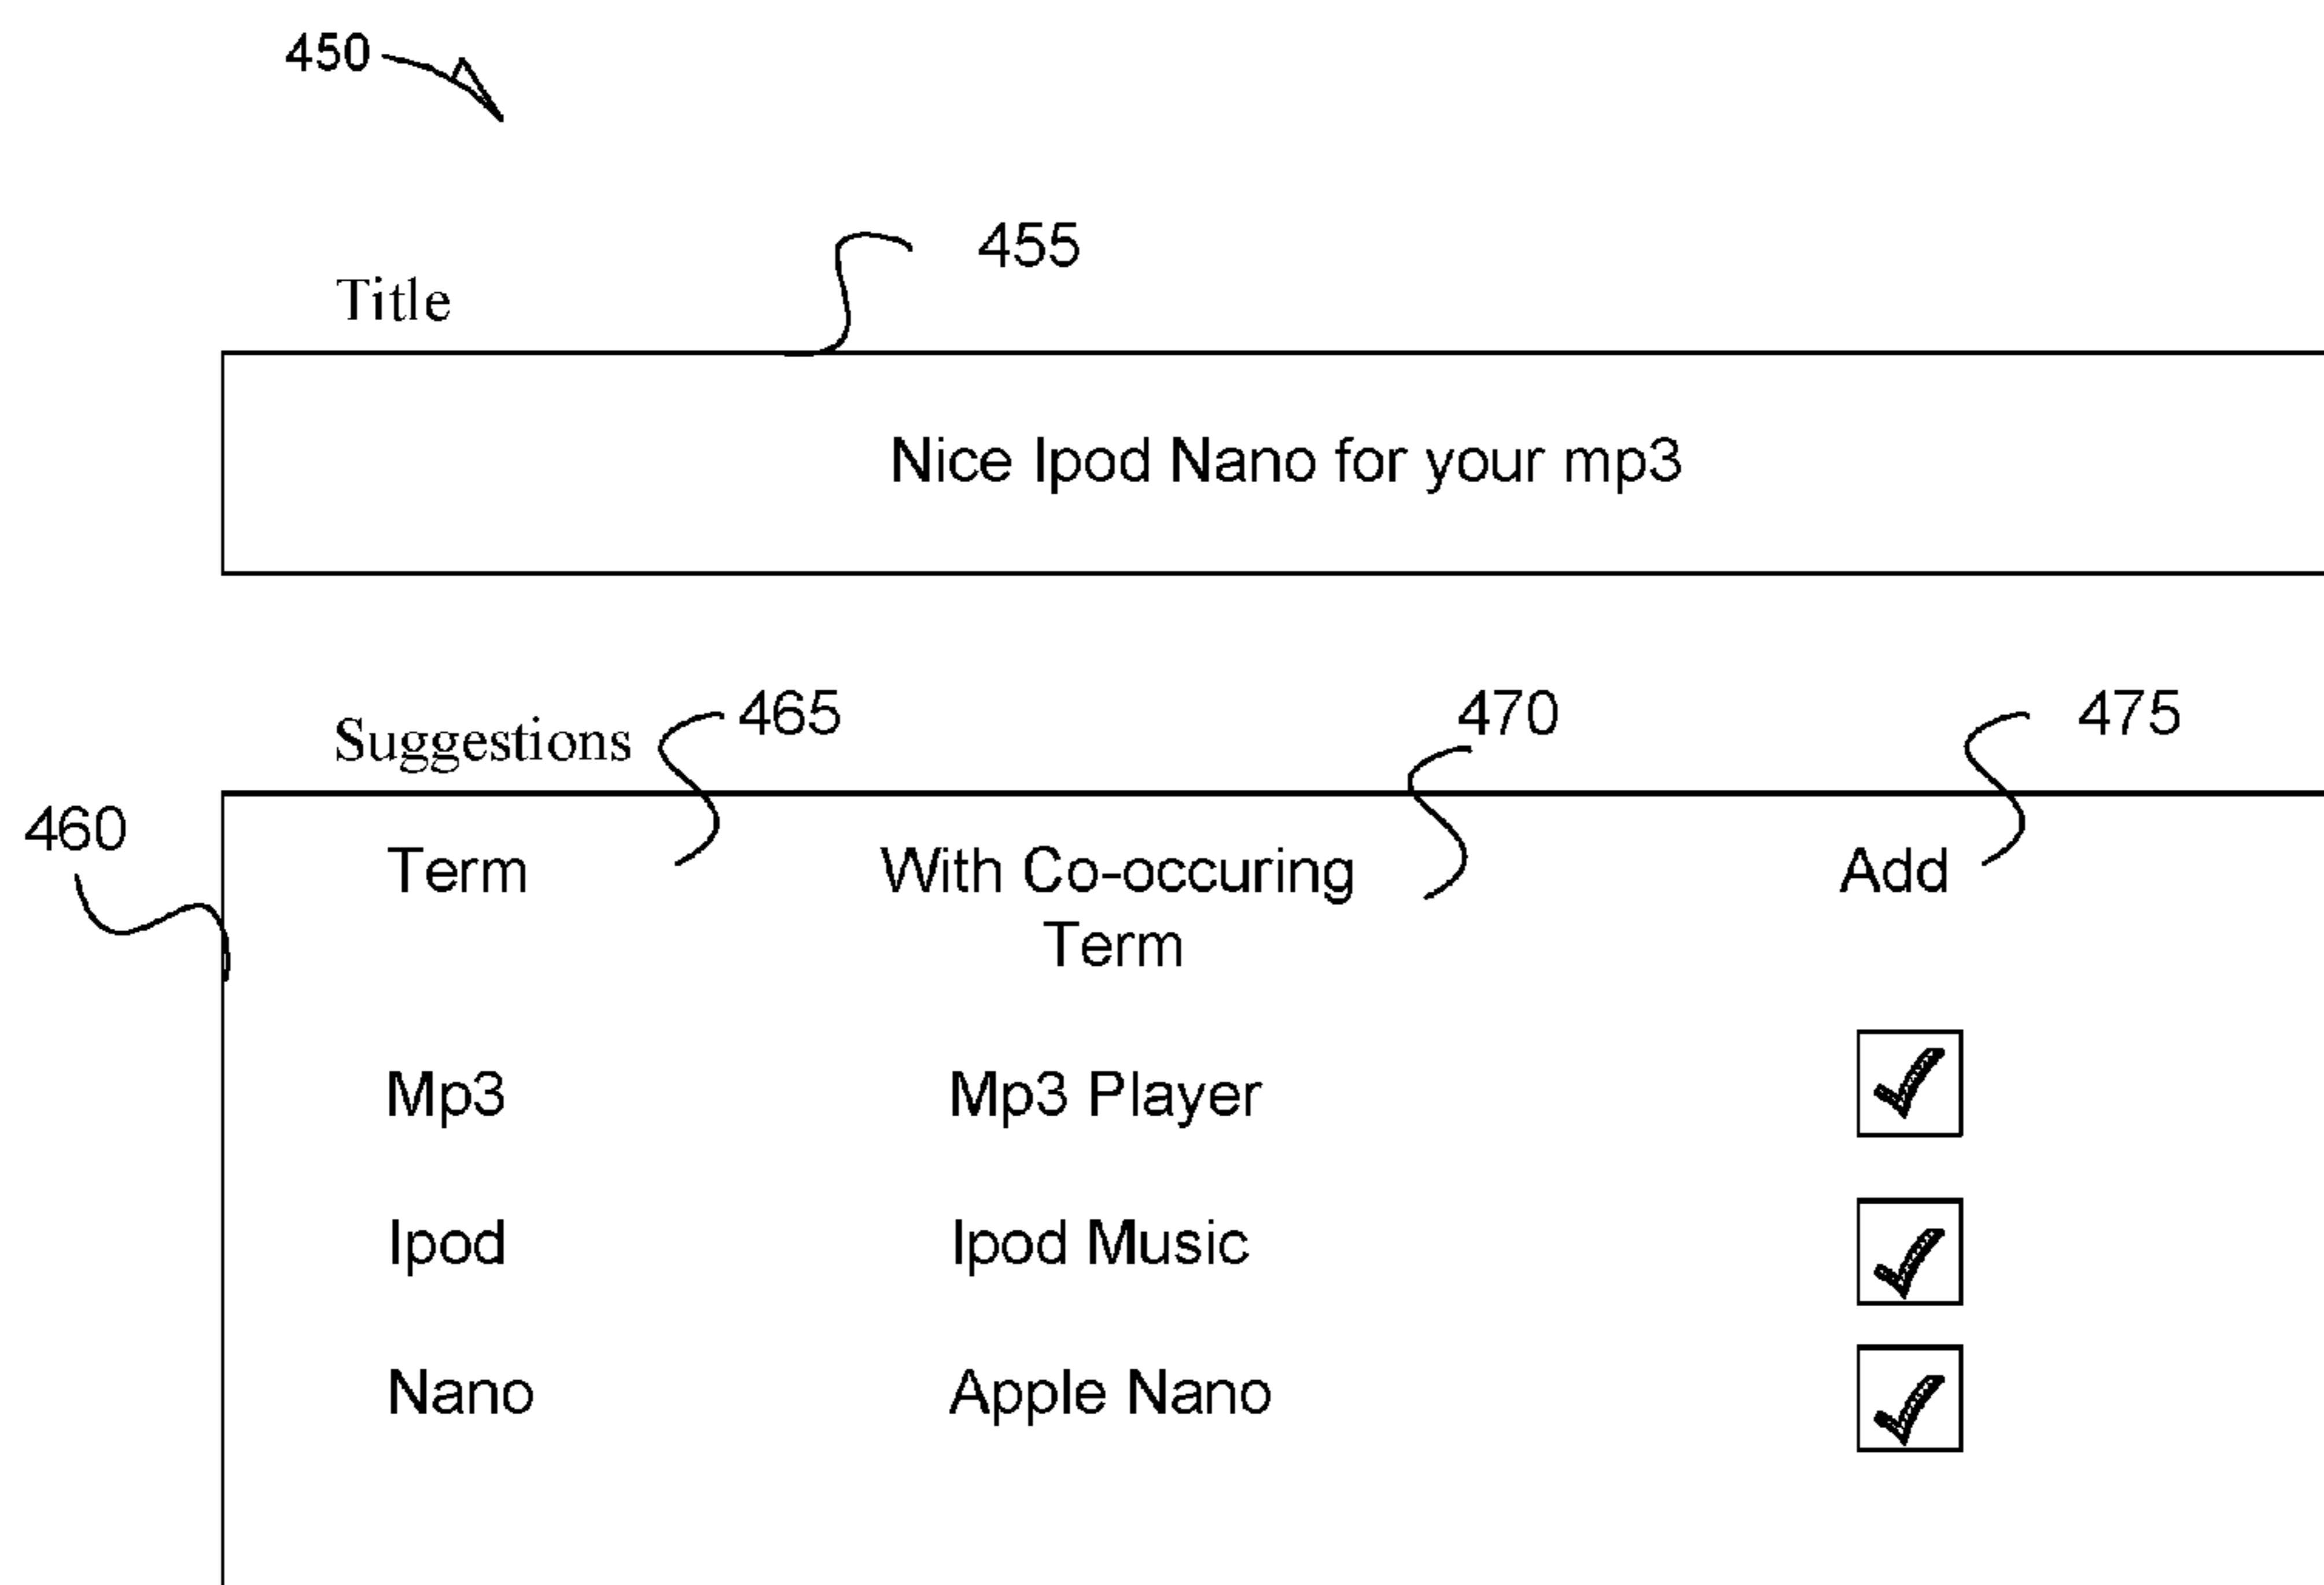 450
455
Title
Nice Ipod Nano for your mp3
465 470 475
Suggestions
460
Term With Co-occuring Add
Term
Mp3 Mp3 Player
Ipod Ipod Music
Nano Apple Nano